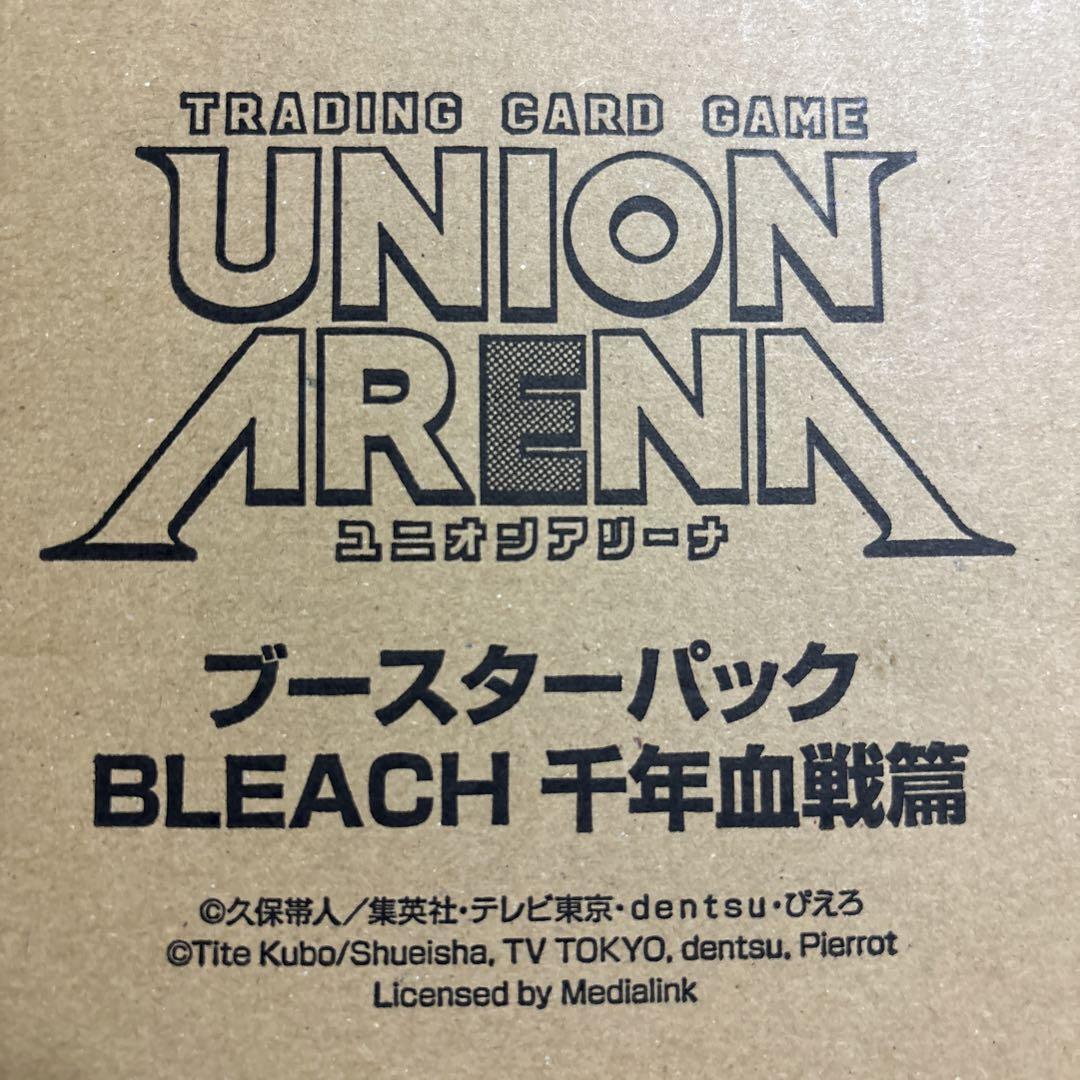 TRADING CARD GAME
UNION
ARENA
ユニオンアリーナ
ブースターパック
BLEACH 千年血戦篇
©久保帯人／集英社・テレビ東京・dentsu・ぴえろ
©Tite Kubo/Shueisha, TV TOKYO, dentsu, Pierrot
Licensed by Medialink